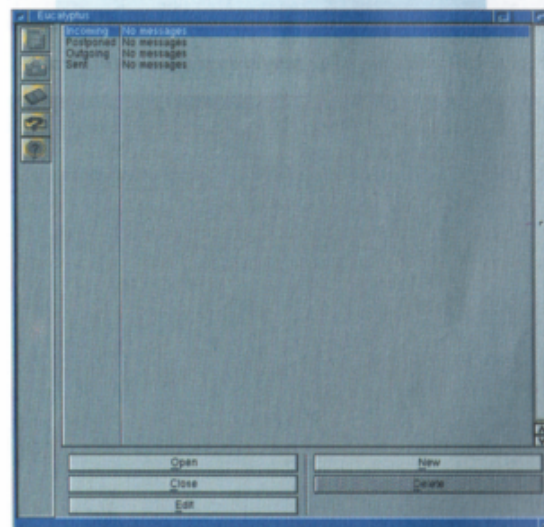 Eucalyptus
Incoming No messages
Postponed No messages
Outgoing No messages
Sent No messages
Open New
Close Delete
Edit